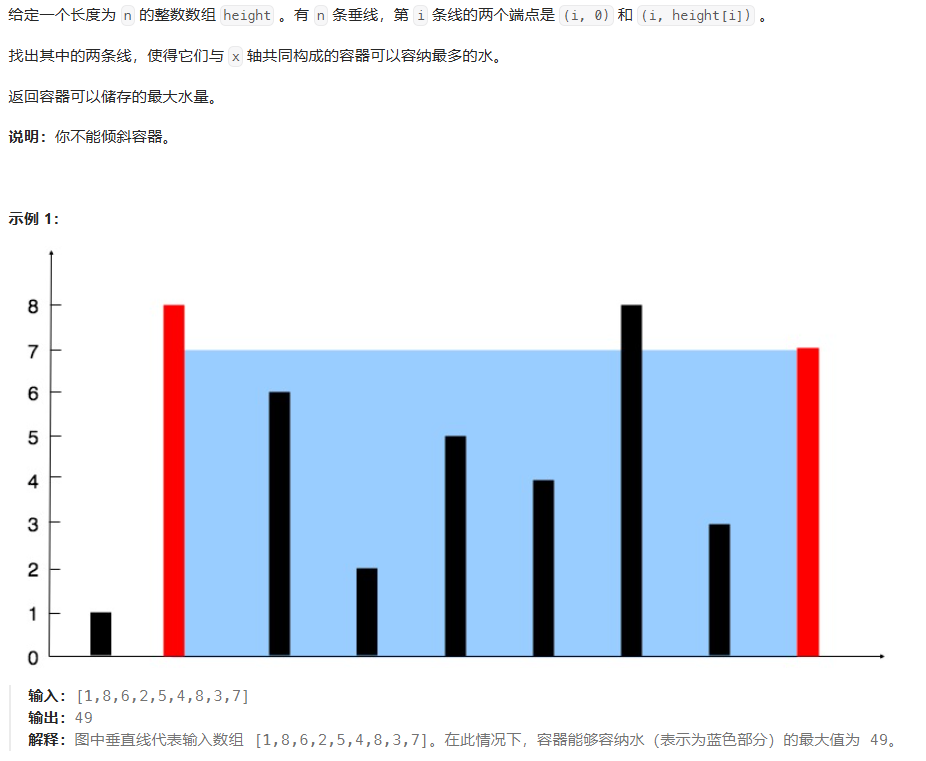 给定一个长度为 n 的整数数组 height 。有 n 条垂线，第 i 条线的两个端点是 (i, 0) 和 (i, height[i]) 。
找出其中的两条线，使得它们与 x 轴共同构成的容器可以容纳最多的水。
返回容器可以储存的最大水量。
说明：你不能倾斜容器。
示例 1：
8
7
6
5
4
3
2
1
0
输入：[1,8,6,2,5,4,8,3,7]
输出：49
解释：图中垂直线代表输入数组 [1,8,6,2,5,4,8,3,7]。在此情况下，容器能够容纳水（表示为蓝色部分）的最大值为 49。